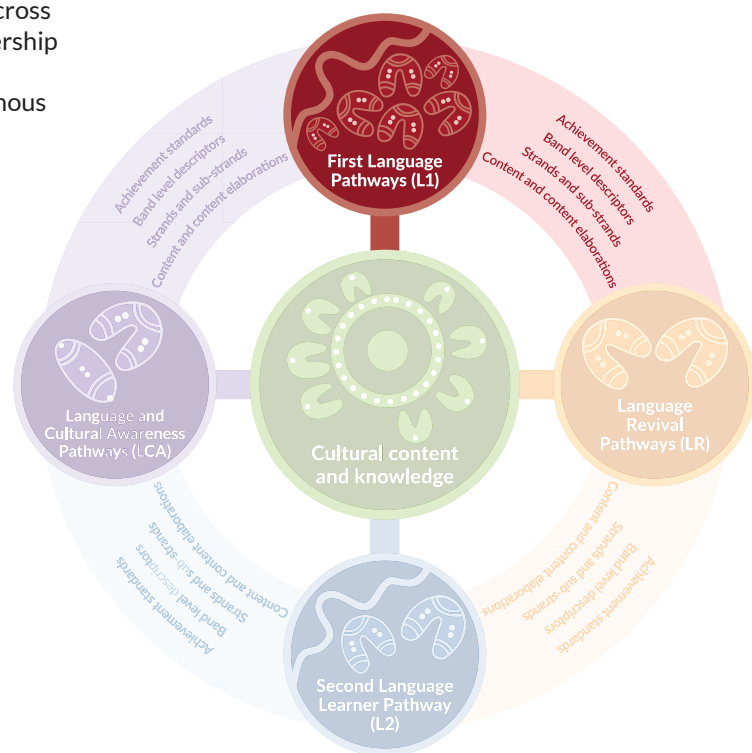 Achievement standards
Band level descriptors
Strands and sub-strands
Content and content elaborations
First Language
Pathways (L1)
Achievement standards
Band level descriptors
Strands and sub-strands
Content and content elaborations
Language and
Cultural Awareness
Pathways (LCA)
Cultural content
and knowledge
Language
Revival
Pathways (LR)
Content and content elaborations
Strands and sub-strands
Band level descriptors
Achievement standards
Second Language
Learner Pathway
(L2)
Content and content elaborations
Strands and sub-strands
Band level descriptors
Achievement standards